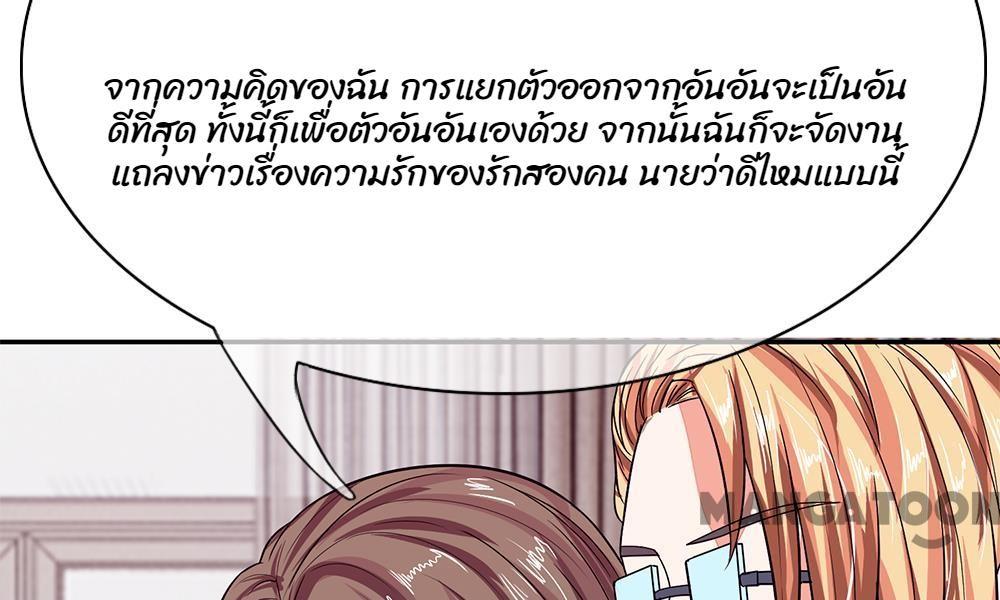 จากความคิดของฉัน การแยกตัวออกจากอันอันจะเป็นอัน
ดีที่สุด ทั้งนี้ก็เพื่อตัวอันอันเองด้วย จากนั้นฉันก็จะจัดงาน
แถลงข่าวเรื่องความรักของรักสองคน นายว่าดีไหมแบบนี้
MANGATOON